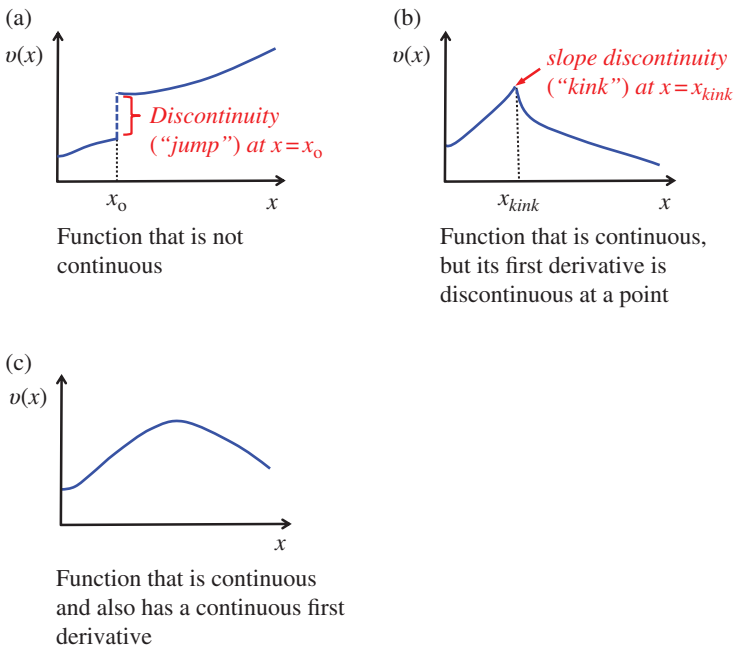 (a)
υ(x)
Discontinuity
(“jump”) at x = xo
xo
x
Function that is not
continuous
(b)
υ(x)
slope discontinuity
(“kink”) at x = xkink
xkink
x
Function that is continuous,
but its first derivative is
discontinuous at a point
(c)
υ(x)
x
Function that is continuous
and also has a continuous first
derivative